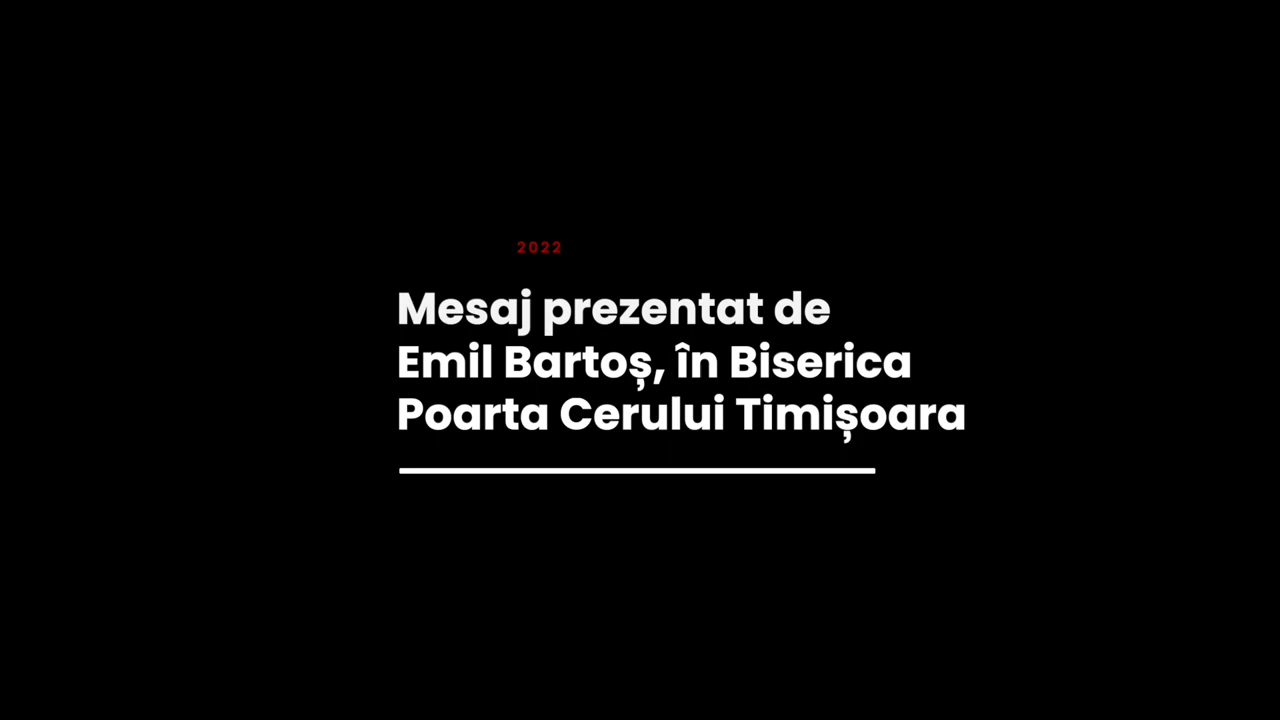 2022
Mesaj prezentat de
Emil Bartoș, în Biserica
Poarta Cerului Timișoara